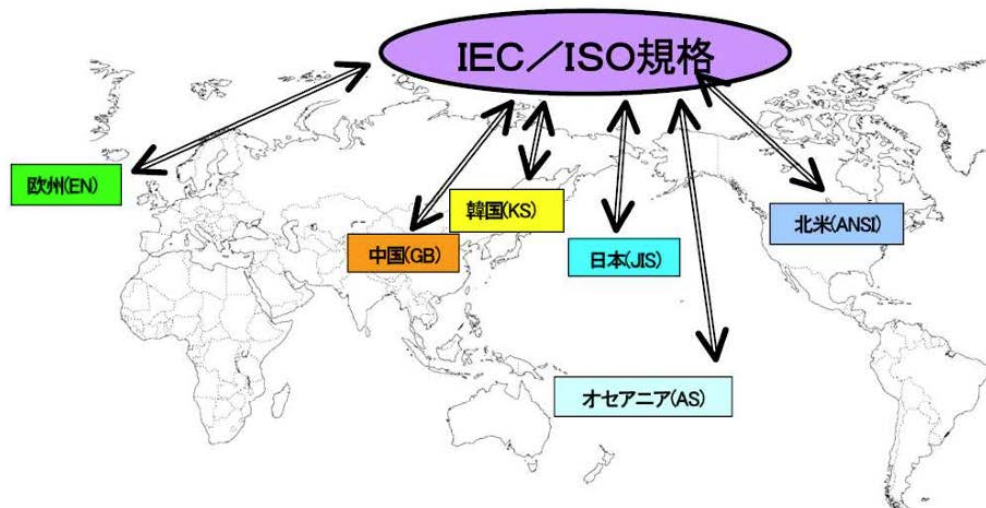 IEC／ISO規格
欧州(EN)
韓国(KS)
北米(ANSI)
中国(GB)
日本(JIS)
オセアニア(AS)